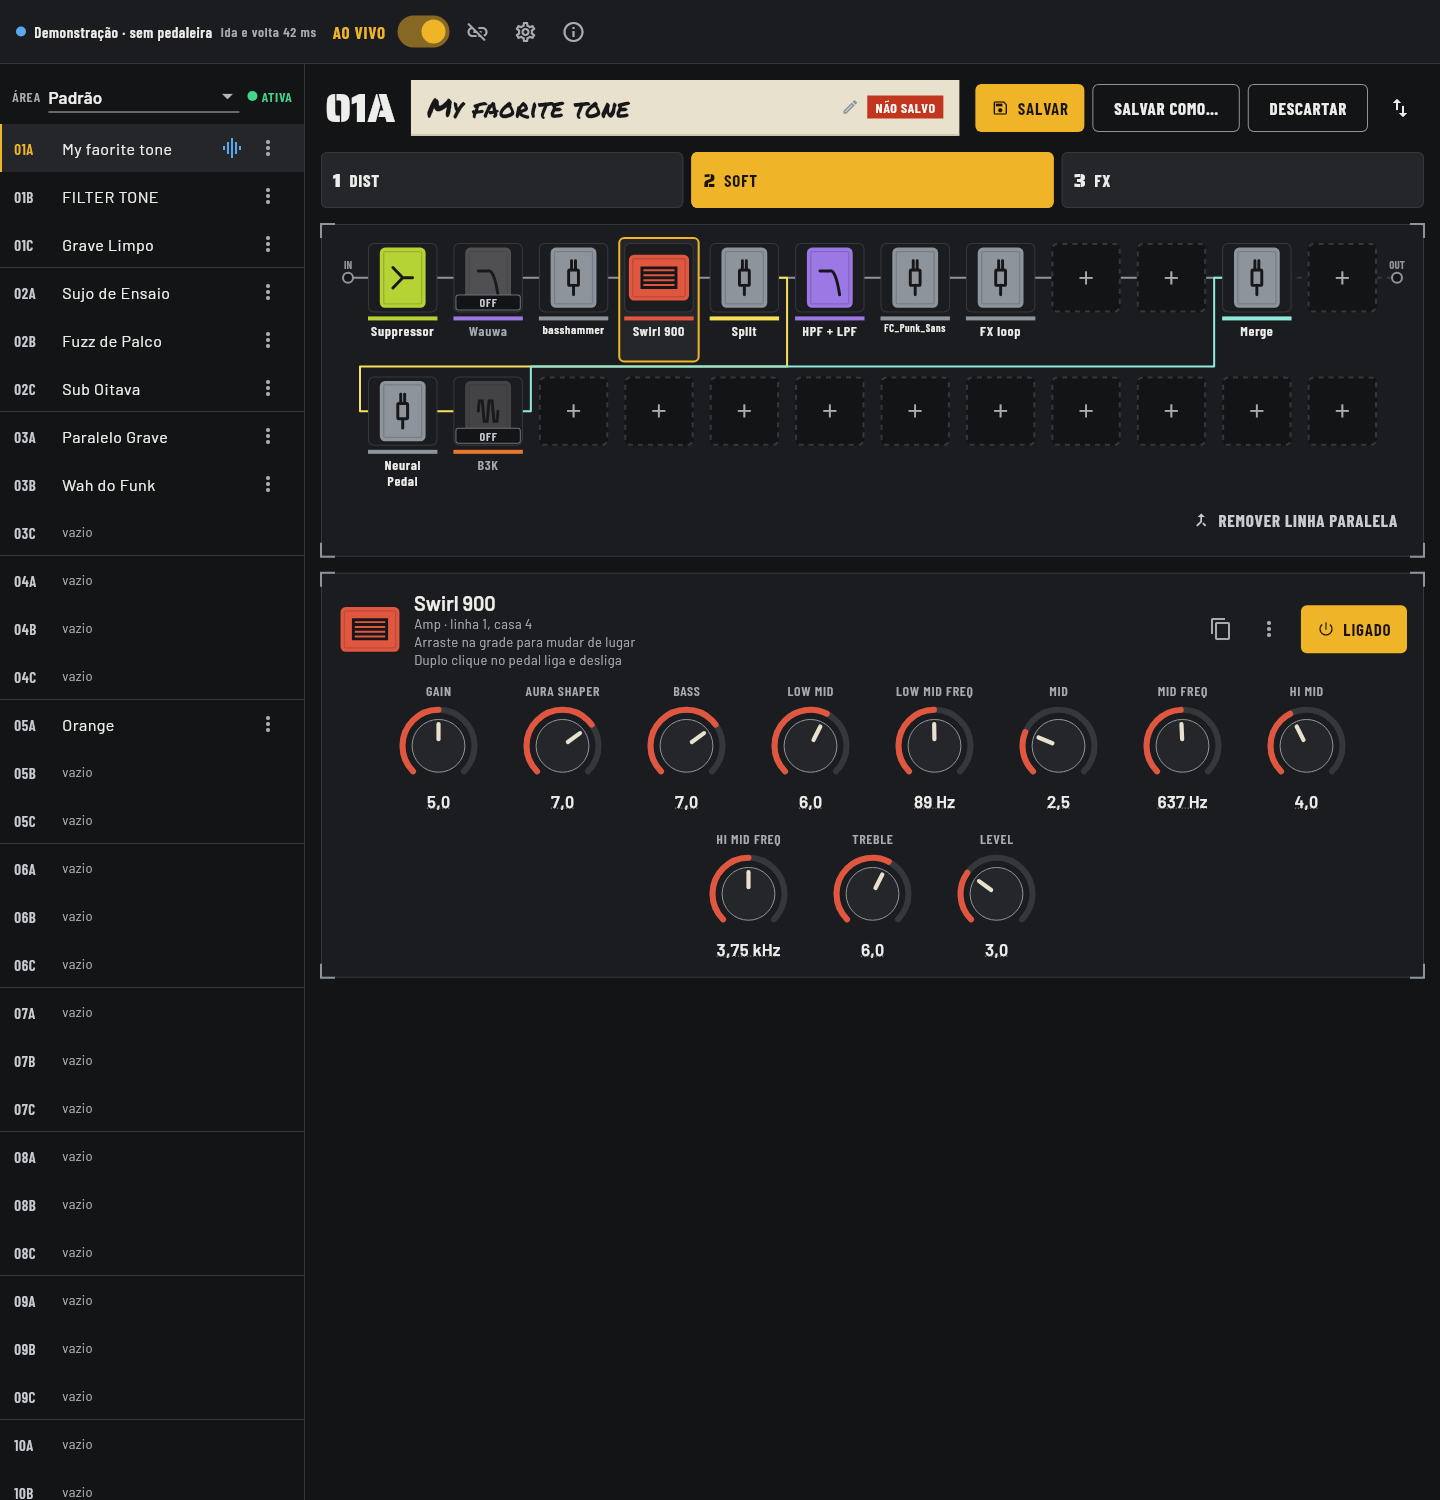 Demonstração · sem pedaleira Ida e volta 42 ms AO VIVO
ÁREA Padrão ATIVA
01A My faorite tone
01B FILTER TONE
01C Grave Limpo
02A Sujo de Ensaio
02B Fuzz de Palco
02C Sub Oitava
03A Paralelo Grave
03B Wah do Funk
03C vazio
04A vazio
04B vazio
04C vazio
05A Orange
05B vazio
05C vazio
06A vazio
06B vazio
06C vazio
07A vazio
07B vazio
07C vazio
08A vazio
08B vazio
08C vazio
09A vazio
09B vazio
09C vazio
10A vazio
10B vazio
01A My faorite tone NÃO SALVO SALVAR SALVAR COMO... DESCARTAR
1 DIST 2 SOFT 3 FX
IN OUT
OFF
Suppressor Wauwa basshammer Swirl 900 Split HPF + LPF FC_Punk_Sans FX loop Merge
OFF
Neural Pedal B3K
REMOVER LINHA PARALELA
Swirl 900
Amp · linha 1, casa 4
Arraste na grade para mudar de lugar
Duplo clique no pedal liga e desliga
LIGADO
GAIN AURA SHAPER BASS LOW MID LOW MID FREQ MID MID FREQ HI MID
5,0 7,0 7,0 6,0 89 Hz 2,5 637 Hz 4,0
HI MID FREQ TREBLE LEVEL
3,75 kHz 6,0 3,0